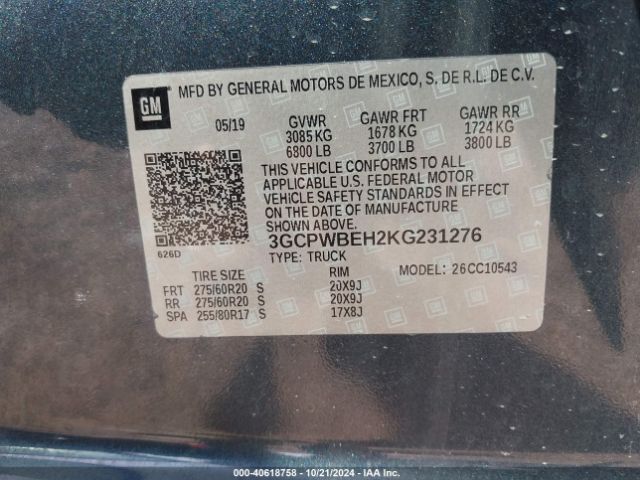 GM
MFD BY GENERAL MOTORS DE MEXICO, S. DE R.L. DE C.V.
05/19 GVWR GAWR FRT GAWR RR
3085 KG 1678 KG 1724 KG
6800 LB 3700 LB 3800 LB
THIS VEHICLE CONFORMS TO ALL
APPLICABLE U.S. FEDERAL MOTOR
VEHICLE SAFETY STANDARDS IN EFFECT
ON THE DATE OF MANUFACTURE
SHOWN ABOVE.
3GCPWBEH2KG231276
626D
TYPE: TRUCK MODEL: 26CC10543
TIRE SIZE RIM
FRT 275/60R20 S 20X9J
RR 275/60R20 S 20X9J
SPA 255/80R17 S 17X8J
000-40618758 - 10/21/2024 - IAA Inc.